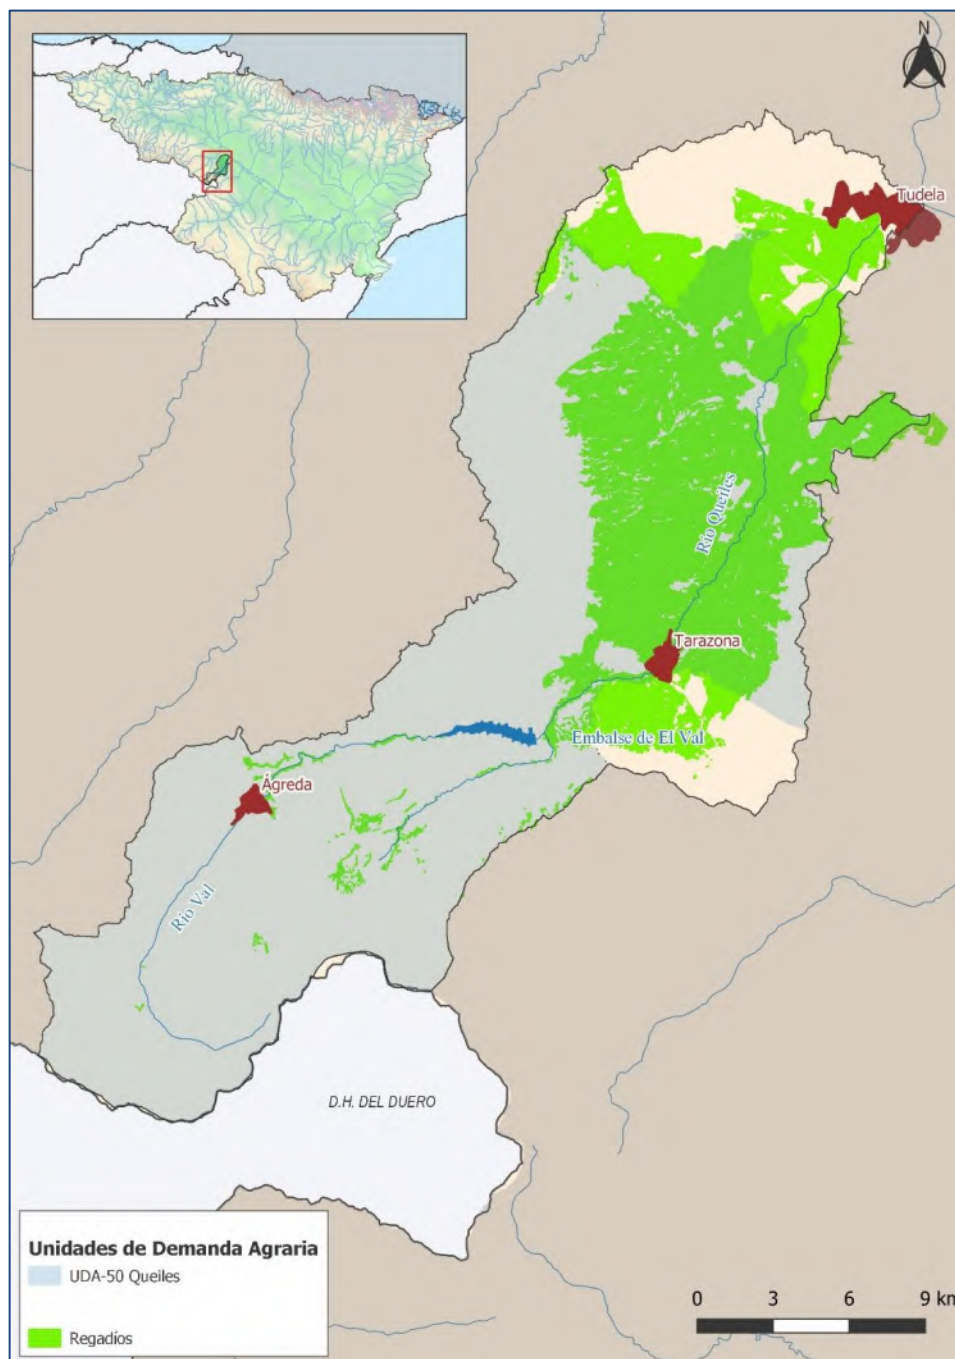 N
Tudela
Río Queiles
Tarazona
Embalse de El Val
Ágreda
Río Val
D.H. DEL DUERO
Unidades de Demanda Agraria
UDA-50 Queiles
Regadíos
0 3 6 9 km